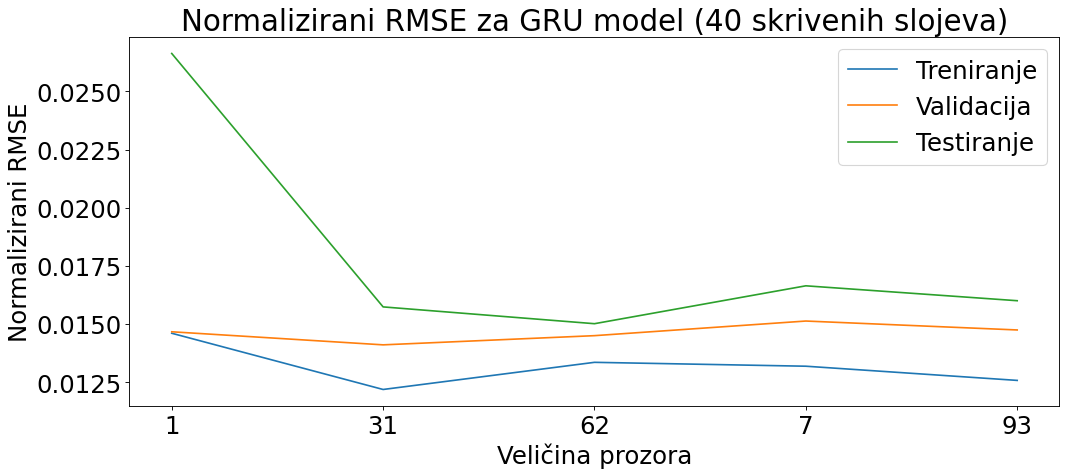 Normalizirani RMSE za GRU model (40 skrivenih slojeva)
Normalizirani RMSE
0.0250
0.0225
0.0200
0.0175
0.0150
0.0125
Treniranje
Validacija
Testiranje
1 31 62 7 93
Veličina prozora